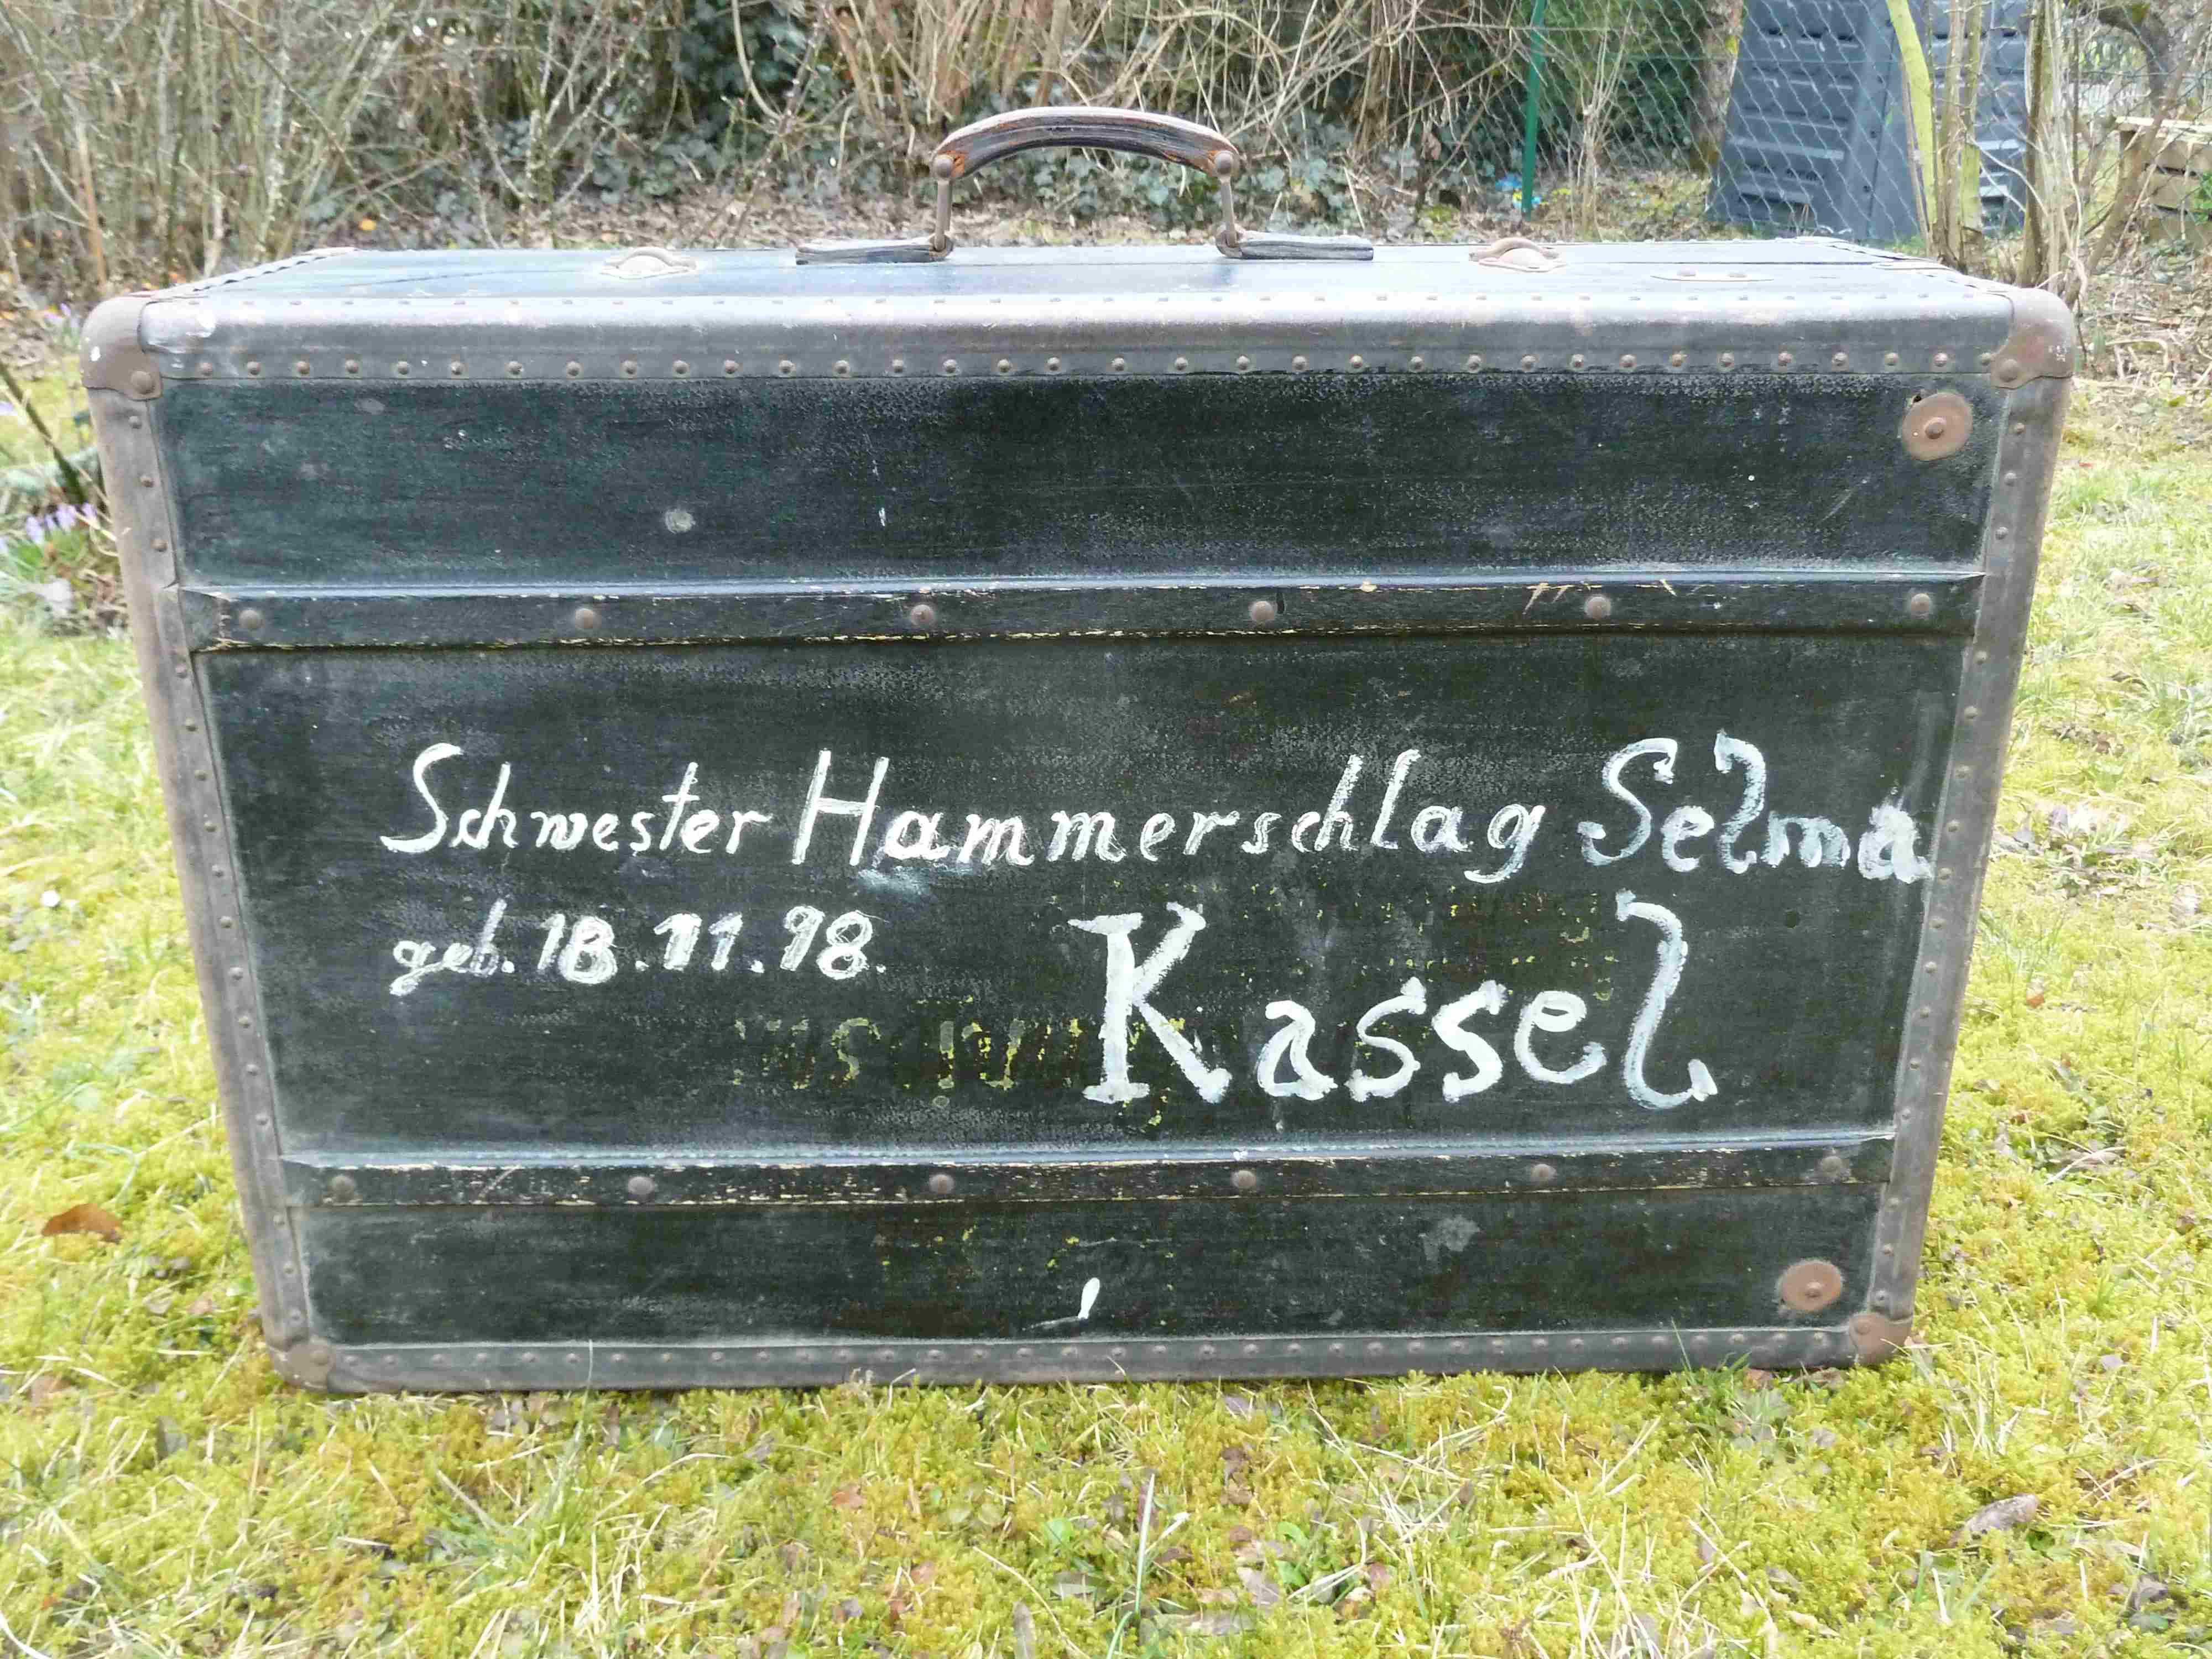 Schwester Hammerschlag Selma
geb. 18.11.98.
Kassel